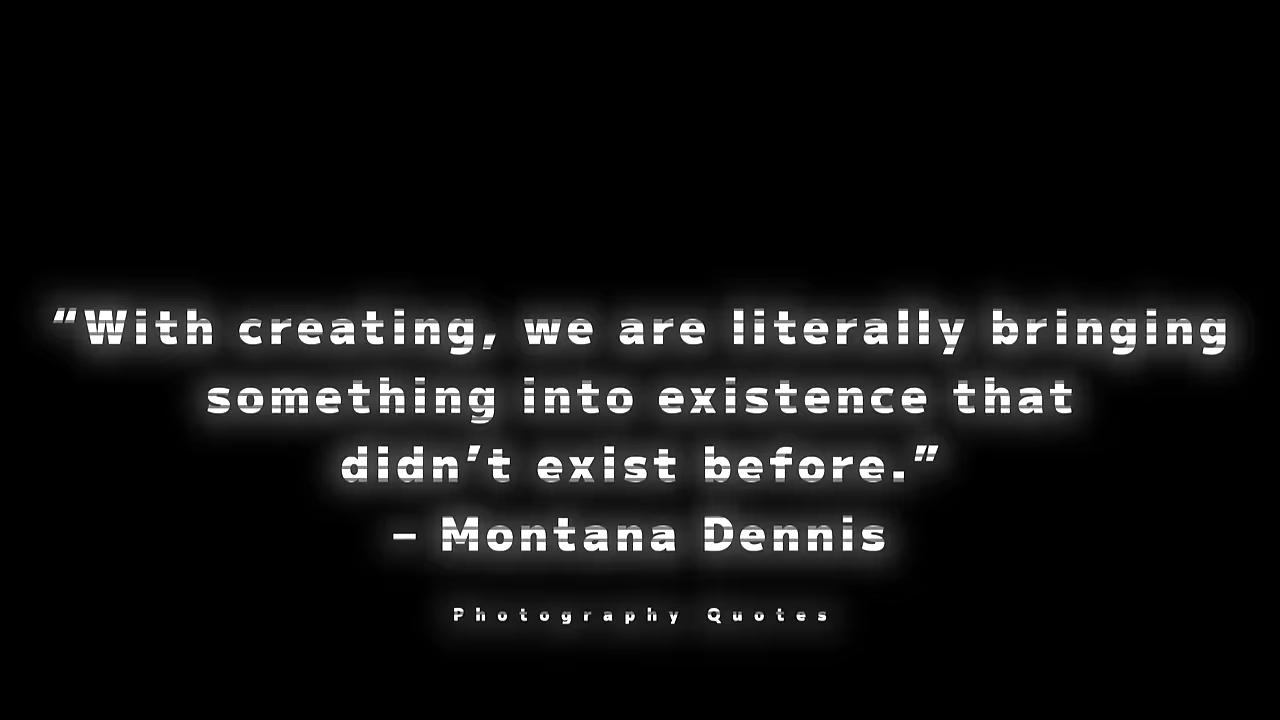 “With creating, we are literally bringing
something into existence that
didn’t exist before.”
– Montana Dennis
Photography Quotes